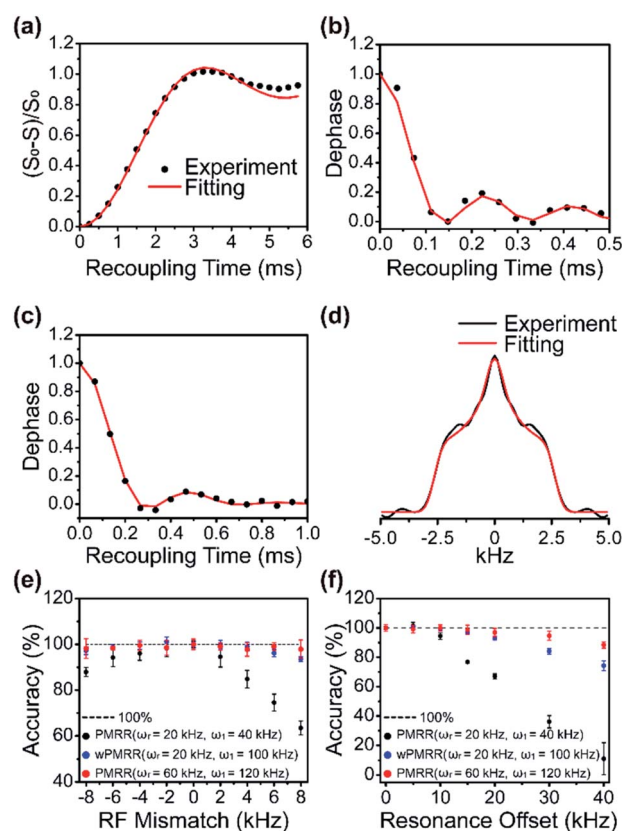 (a)
1.2
1.0
0.8
0.6
0.4
0.2
0.0
(S₀-S)/S₀
Experiment
Fitting
0 1 2 3 4 5 6
Recoupling Time (ms)
(b)
1.2
1.0
0.8
0.6
0.4
0.2
0.0
Dephase
0.0 0.1 0.2 0.3 0.4 0.5
Recoupling Time (ms)
(c)
1.2
1.0
0.8
0.6
0.4
0.2
0.0
Dephase
0.0 0.2 0.4 0.6 0.8 1.0
Recoupling Time (ms)
(d)
Experiment
Fitting
-5.0 -2.5 0 2.5 5.0
kHz
(e)
120
100
80
60
40
Accuracy (%)
100%
PMRR(ωr = 20 kHz, ω₁ = 40 kHz)
wPMRR(ωr = 20 kHz, ω₁ = 100 kHz)
PMRR(ωr = 60 kHz, ω₁ = 120 kHz)
-8 -6 -4 -2 0 2 4 6 8
RF Mismatch (kHz)
(f)
120
100
80
60
40
20
0
Accuracy (%)
100%
PMRR(ωr = 20 kHz, ω₁ = 40 kHz)
wPMRR(ωr = 20 kHz, ω₁ = 100 kHz)
PMRR(ωr = 60 kHz, ω₁ = 120 kHz)
0 10 20 30 40
Resonance Offset (kHz)